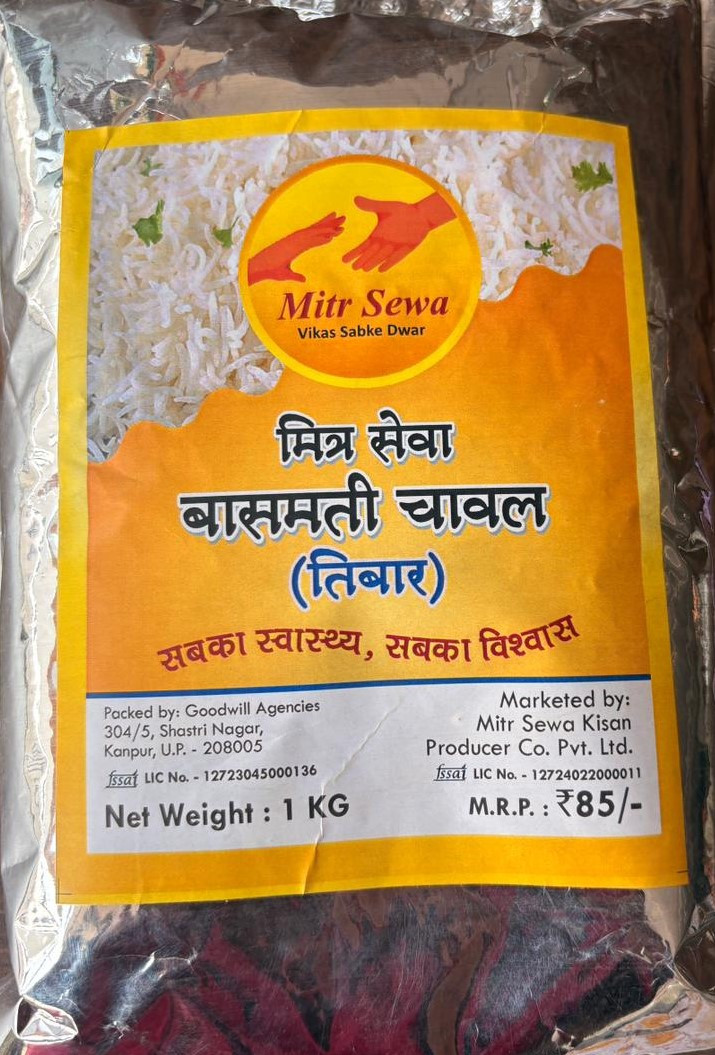 Mitr Sewa
Vikas Sabke Dwar
मित्र सेवा
बासमती चावल
(तिबार)
सबका स्वास्थ्य, सबका विश्वास
Packed by: Goodwill Agencies
304/5, Shastri Nagar,
Kanpur, U.P. - 208005
fssai LIC No. - 12723045000136
Net Weight : 1 KG
Marketed by:
Mitr Sewa Kisan
Producer Co. Pvt. Ltd.
fssai LIC No. - 12724022000011
M.R.P. : ₹85/-